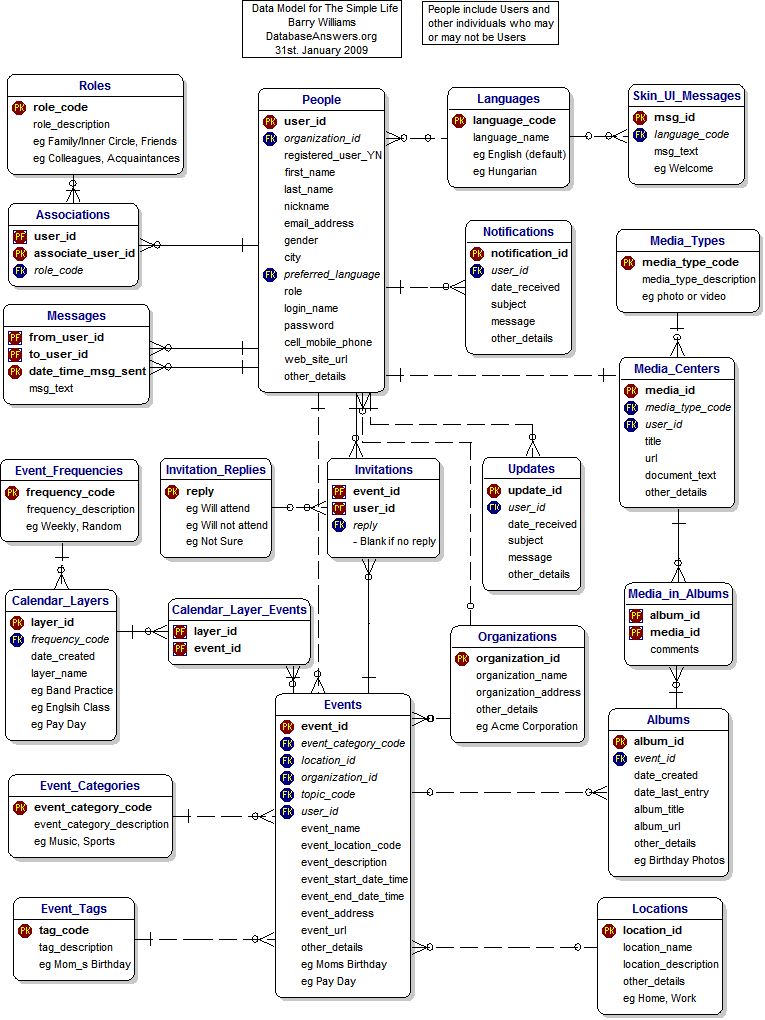 Data Model for The Simple Life
Barry Williams
DatabaseAnswers.org
31st. January 2009
People include Users and
other individuals who may
or may not be Users
Roles
PK role_code
role_description
eg Family/Inner Circle, Friends
eg Colleagues, Acquaintances
People
PK user_id
FK organization_id
registered_user_YN
first_name
last_name
nickname
email_address
gender
city
FK preferred_language
role
login_name
password
cell_mobile_phone
web_site_url
other_details
Languages
PK language_code
language_name
eg English (default)
eg Hungarian
Skin_UI_Messages
PK msg_id
FK language_code
msg_text
eg Welcome
Associations
PF user_id
PK associate_user_id
FK role_code
Notifications
PK notification_id
FK user_id
date_received
subject
message
other_details
Media_Types
PK media_type_code
media_type_description
eg photo or video
Messages
PF from_user_id
PF to_user_id
PK date_time_msg_sent
msg_text
Media_Centers
PK media_id
FK media_type_code
FK user_id
title
url
document_text
other_details
Event_Frequencies
PK frequency_code
frequency_description
eg Weekly, Random
Invitation_Replies
PK reply
eg Will attend
eg Will not attend
eg Not Sure
Invitations
PF event_id
PF user_id
FK reply
- Blank if no reply
Updates
PK update_id
FK user_id
date_received
subject
message
other_details
Calendar_Layers
PK layer_id
FK frequency_code
date_created
layer_name
eg Band Practice
eg Englsih Class
eg Pay Day
Calendar_Layer_Events
PF layer_id
PF event_id
Media_in_Albums
PF album_id
PF media_id
comments
Organizations
PK organization_id
organization_name
organization_address
other_details
eg Acme Corporation
Events
PK event_id
FK event_category_code
FK location_id
FK organization_id
FK topic_code
FK user_id
event_name
event_location_code
event_description
event_start_date_time
event_end_date_time
event_address
event_url
other_details
eg Moms Birthday
eg Pay Day
Albums
PK album_id
FK event_id
date_created
date_last_entry
album_title
album_url
other_details
eg Birthday Photos
Event_Categories
PK event_category_code
event_category_description
eg Music, Sports
Event_Tags
PK tag_code
tag_description
eg Mom_s Birthday
Locations
PK location_id
location_name
location_description
other_details
eg Home, Work